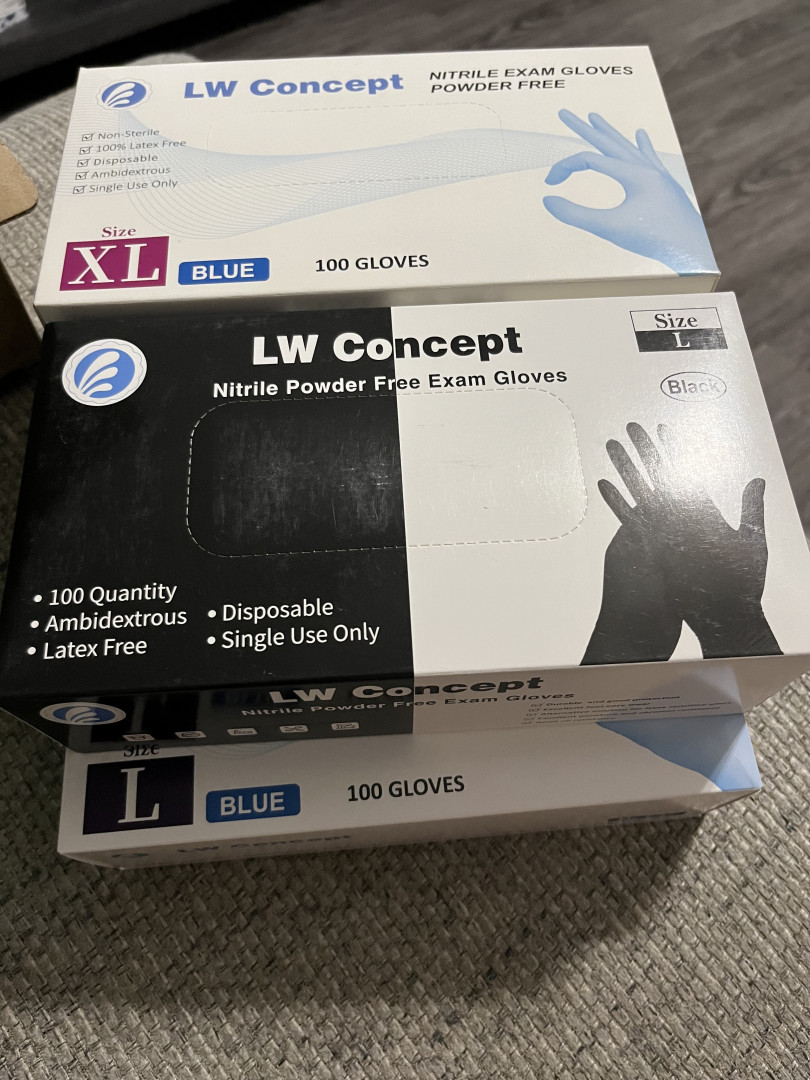 LW Concept
NITRILE EXAM GLOVES
POWDER FREE
Non-Sterile
100% Latex Free
Disposable
Ambidextrous
Single Use Only
Size
XL
BLUE
100 GLOVES
LW Concept
Nitrile Powder Free Exam Gloves
Size
L
Black
• 100 Quantity
• Ambidextrous
• Latex Free
• Disposable
• Single Use Only
LW Concept
Nitrile Powder Free Exam Gloves
Size
L
BLUE
100 GLOVES
LW Concept